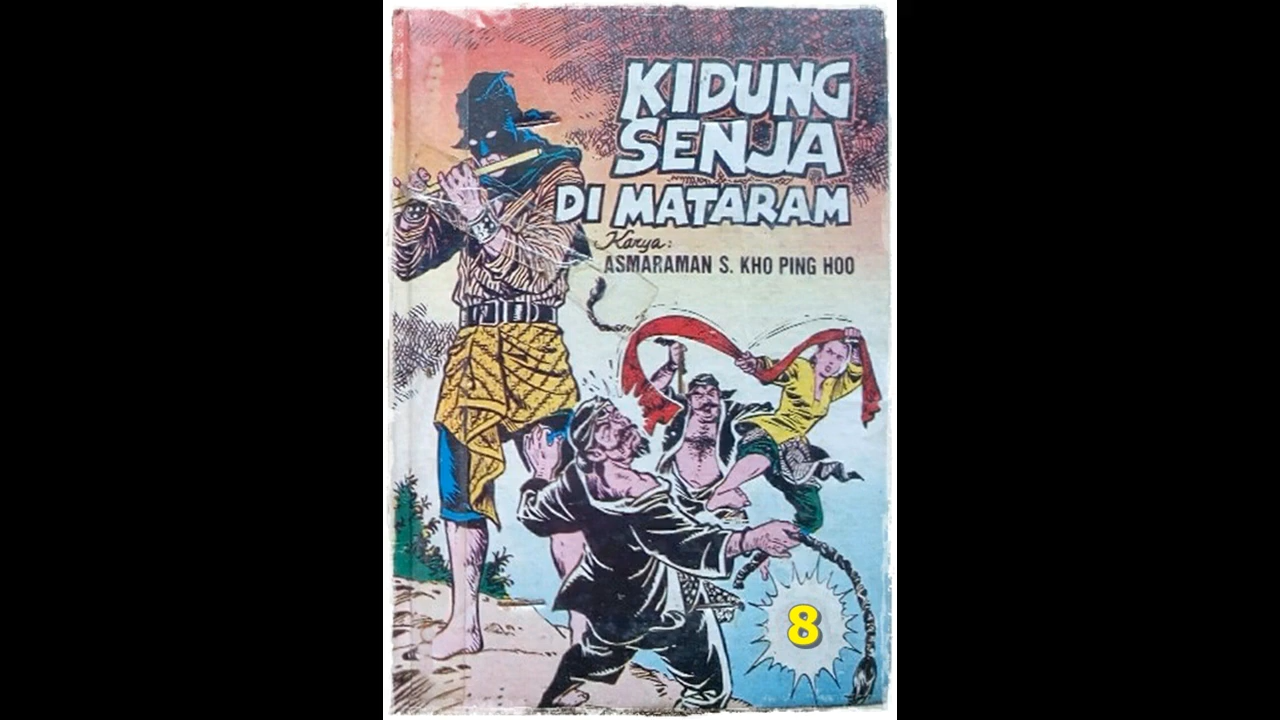 KIDUNG
SENJA
DI MATARAM
Karya:
ASMARAMAN S. KHO PING HOO
8